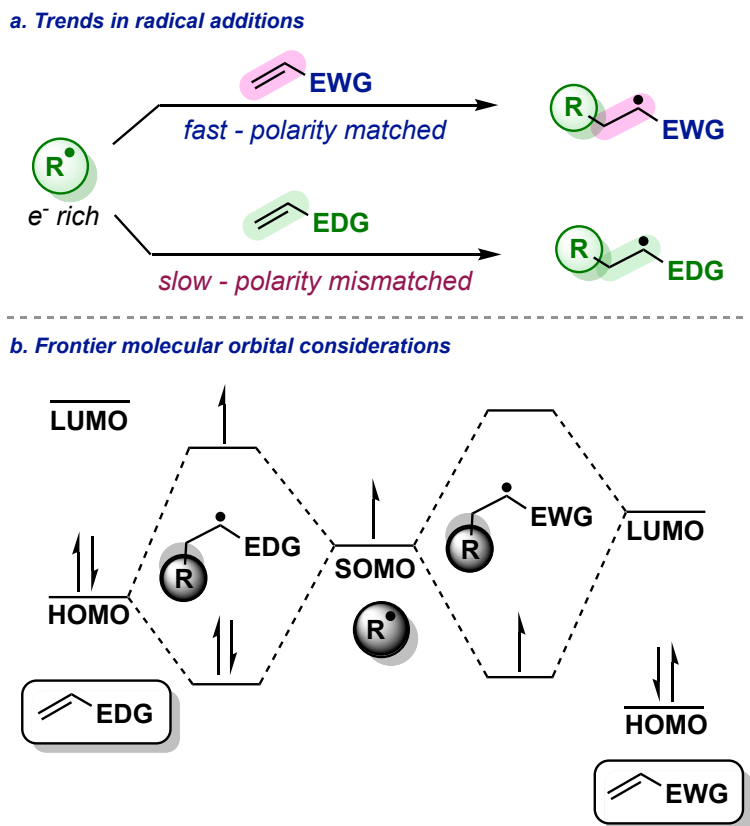 a. Trends in radical additions
EWG
fast - polarity matched
R•
e⁻ rich
R
EWG
EDG
slow - polarity mismatched
R
EDG
b. Frontier molecular orbital considerations
LUMO
HOMO
EDG
R
SOMO
R•
EWG
R
LUMO
HOMO
EDG
EWG